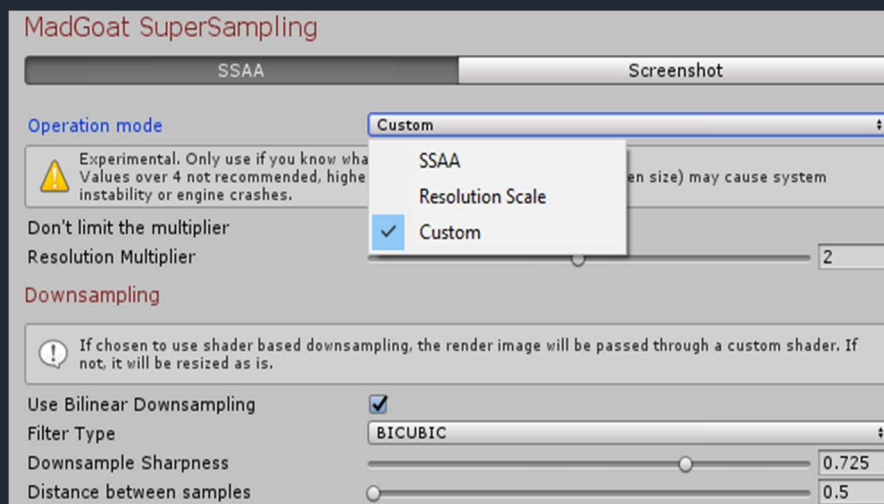 MadGoat SuperSampling
SSAA Screenshot
Operation mode Custom
SSAA
Resolution Scale
Custom
Experimental. Only use if you know
Values over 4 not recommended, en size) may cause system
instability or engine crashes.
Don't limit the multiplier
Resolution Multiplier 2
Downsampling
If chosen to use shader based downsampling, the render image will be passed through a custom shader. If
not, it will be resized as is.
Use Bilinear Downsampling
Filter Type BICUBIC
Downsample Sharpness 0.725
Distance between samples 0.5